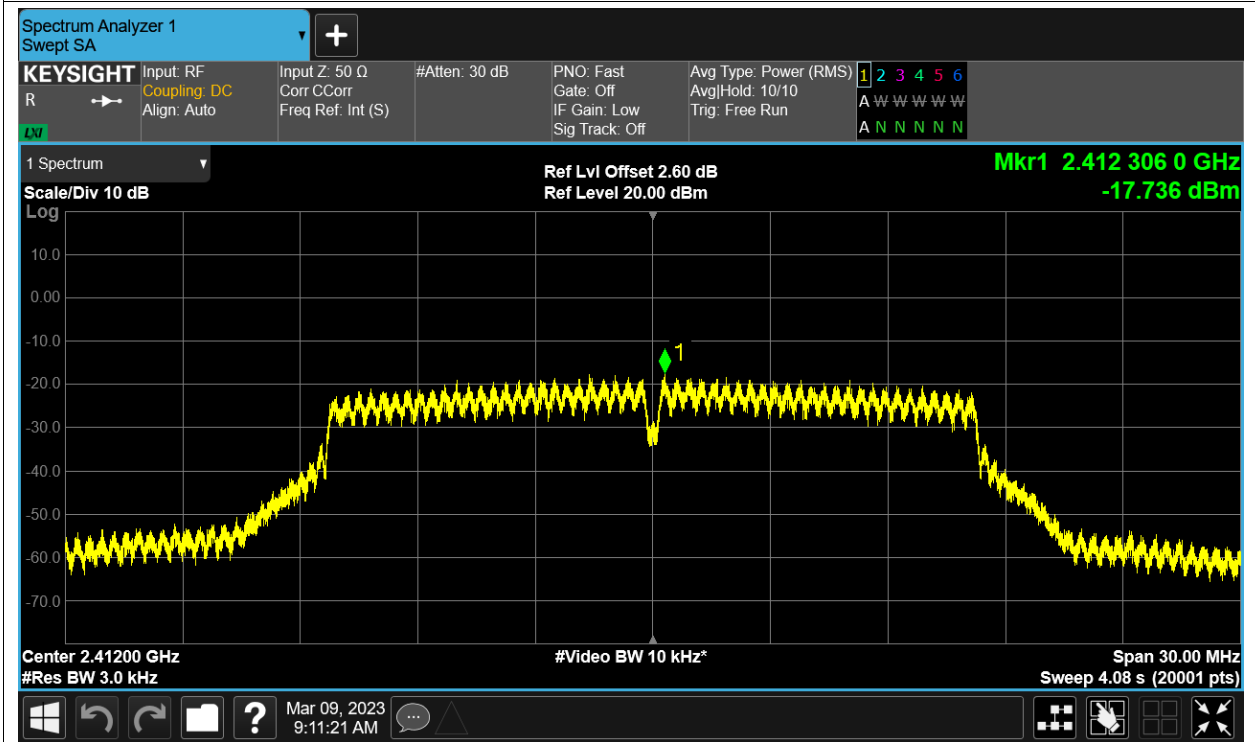 Spectrum Analyzer 1
Swept SA
+
KEYSIGHT
R
LXI
Input: RF
Coupling: DC
Align: Auto
Input Z: 50 Ω
Corr CCorr
Freq Ref: Int (S)
#Atten: 30 dB
PNO: Fast
Gate: Off
IF Gain: Low
Sig Track: Off
Avg Type: Power (RMS)
Avg|Hold: 10/10
Trig: Free Run
1 2 3 4 5 6
A W W W W W
A N N N N N
1 Spectrum
Scale/Div 10 dB
Ref Lvl Offset 2.60 dB
Ref Level 20.00 dBm
Mkr1 2.412 306 0 GHz
-17.736 dBm
Log
10.0
0.00
-10.0
-20.0
-30.0
-40.0
-50.0
-60.0
-70.0
1
Center 2.41200 GHz
#Res BW 3.0 kHz
#Video BW 10 kHz*
Span 30.00 MHz
Sweep 4.08 s (20001 pts)
?
Mar 09, 2023
9:11:21 AM